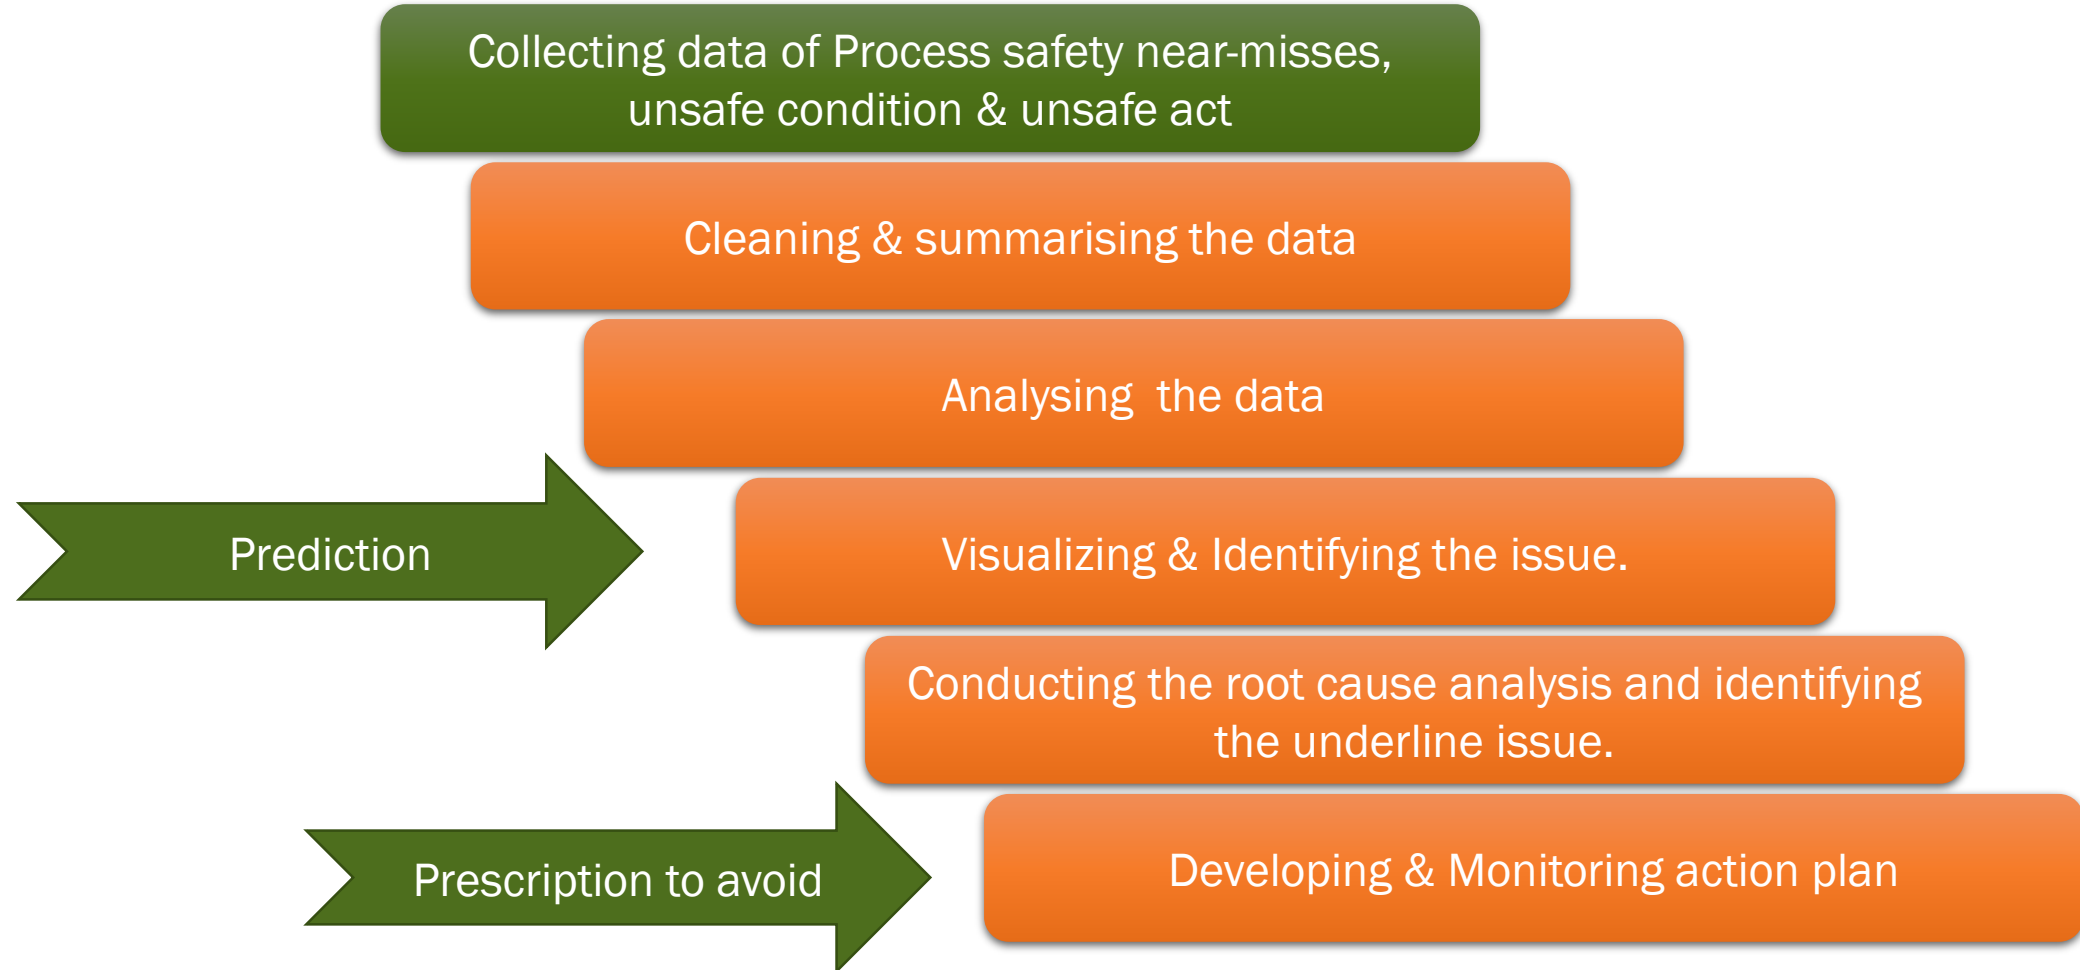 Collecting data of Process safety near-misses,
unsafe condition & unsafe act
Cleaning & summarising the data
Analysing  the data
Prediction
Visualizing & Identifying the issue.
Conducting the root cause analysis and identifying
the underline issue.
Prescription to avoid
Developing & Monitoring action plan